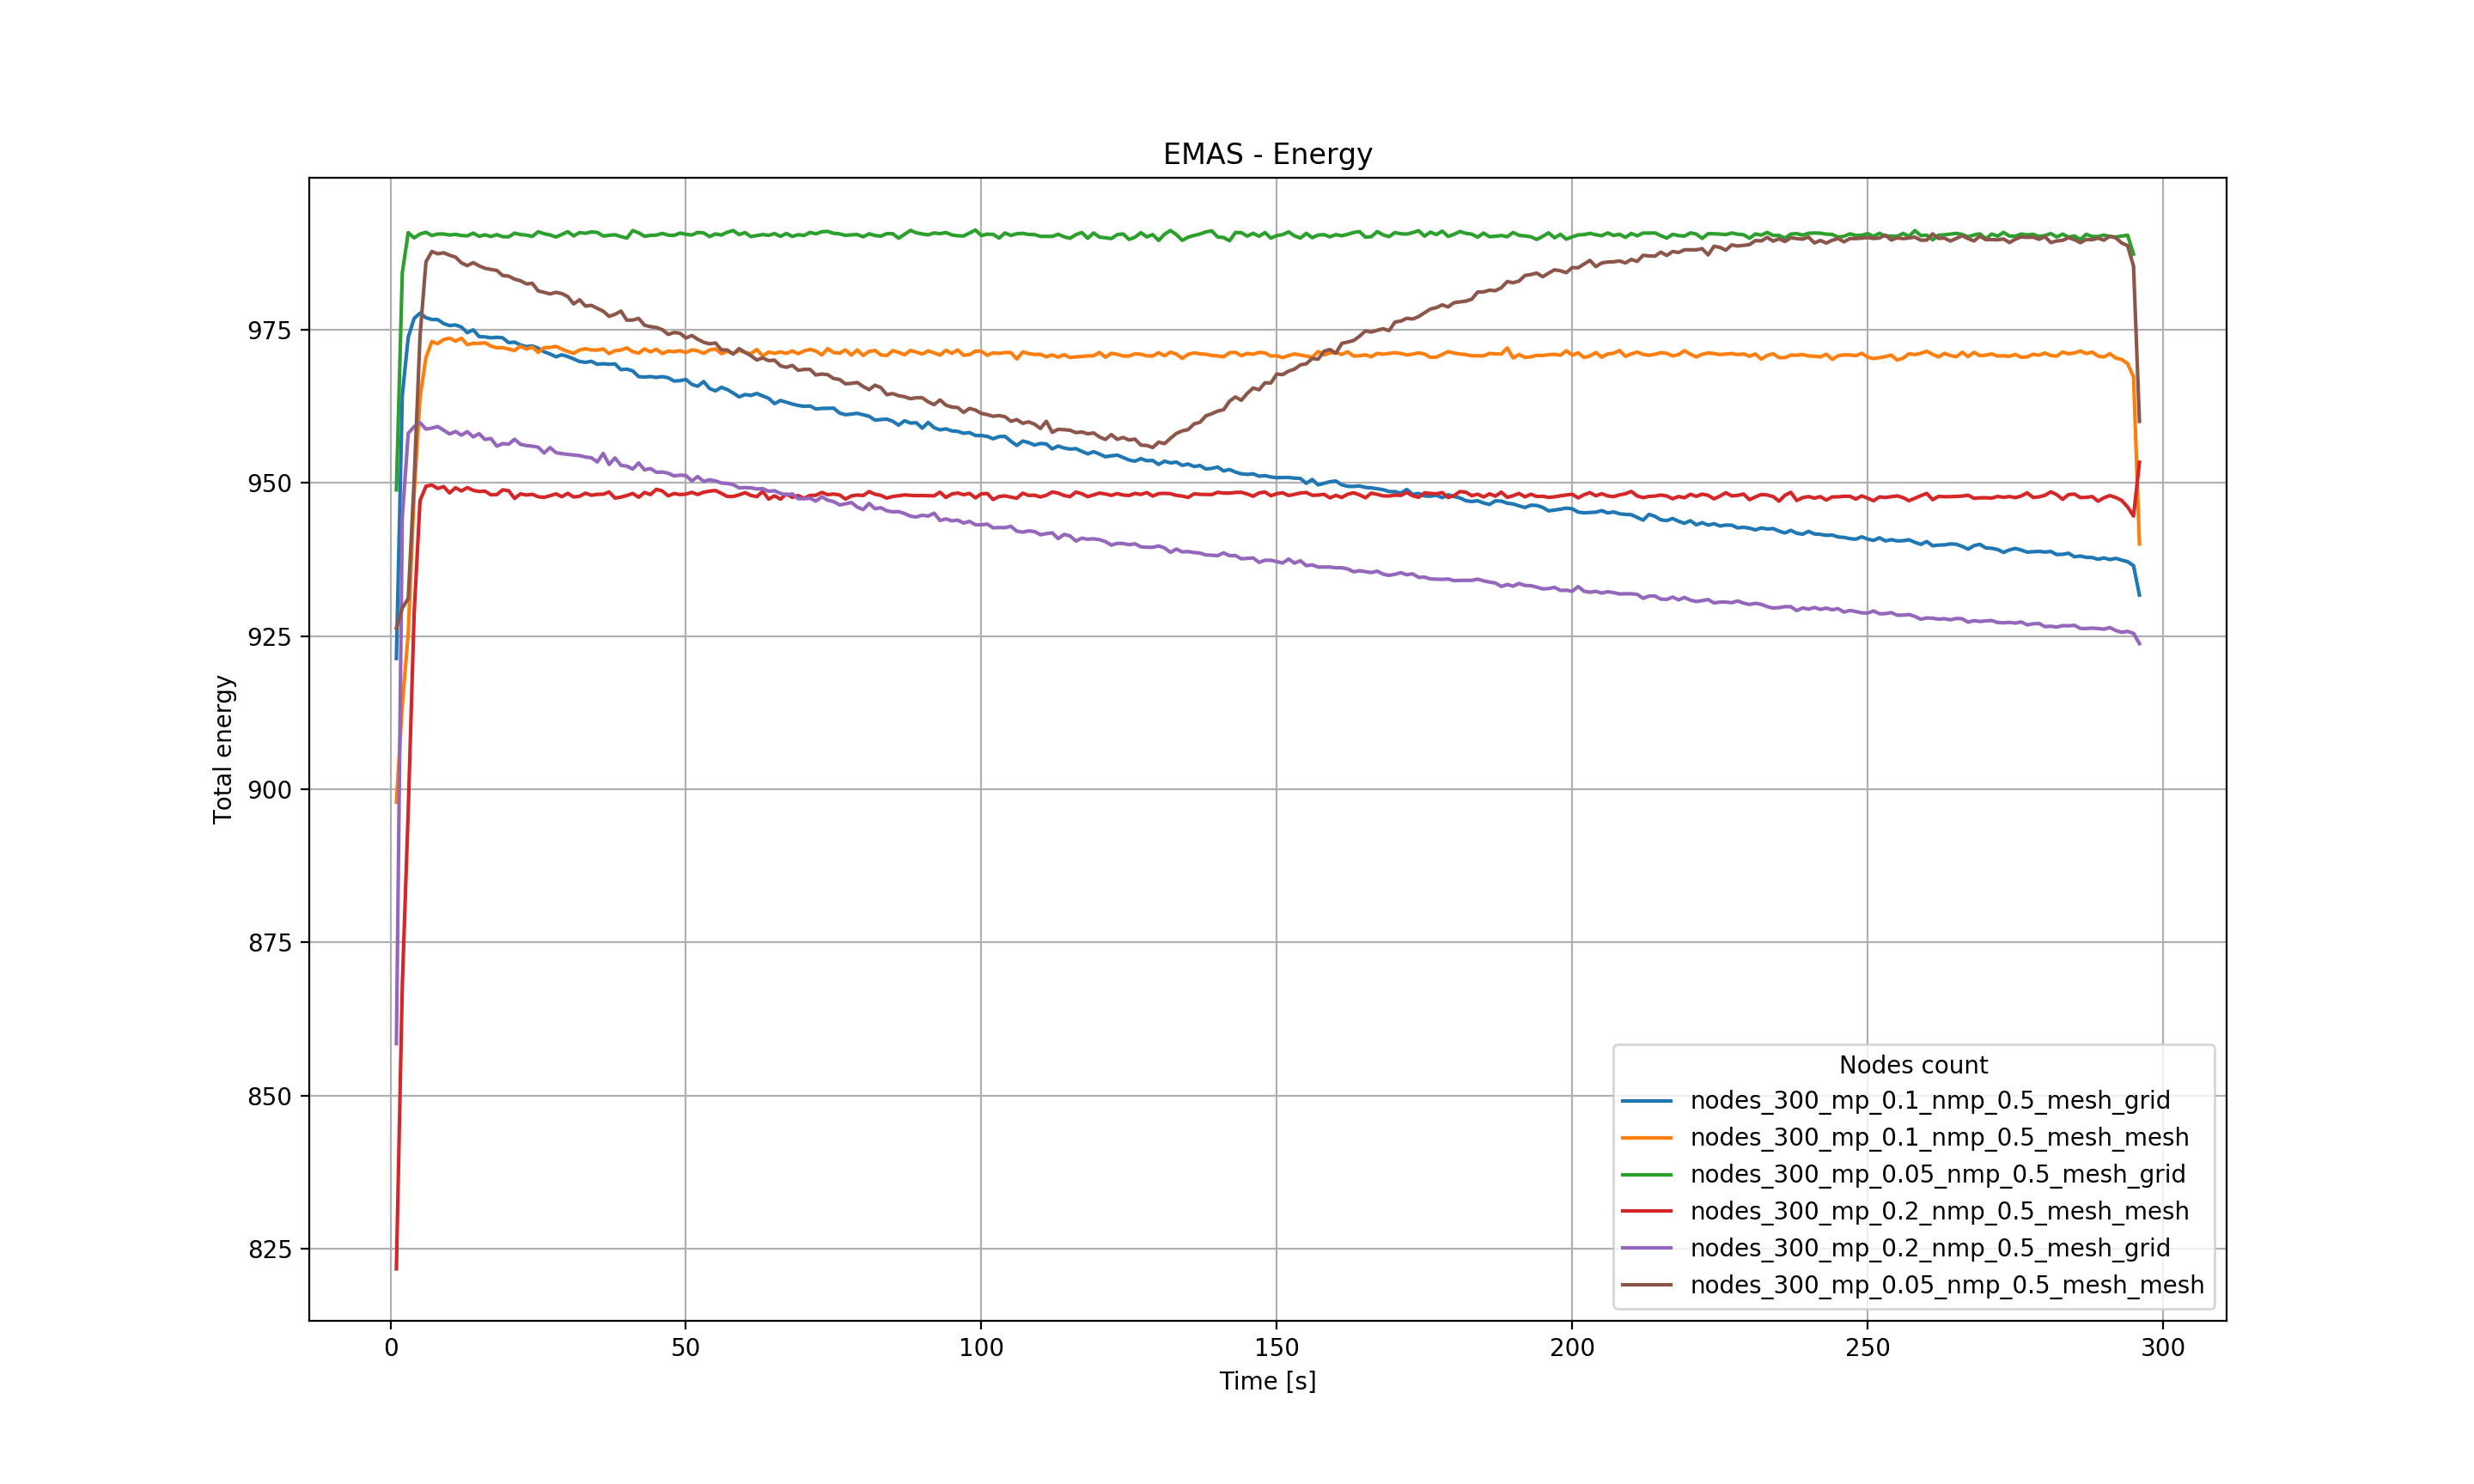 EMAS - Energy
Total energy
975
950
925
900
875
850
825
0 50 100 150 200 250 300
Time [s]
Nodes count
nodes_300_mp_0.1_nmp_0.5_mesh_grid
nodes_300_mp_0.1_nmp_0.5_mesh_mesh
nodes_300_mp_0.05_nmp_0.5_mesh_grid
nodes_300_mp_0.2_nmp_0.5_mesh_mesh
nodes_300_mp_0.2_nmp_0.5_mesh_grid
nodes_300_mp_0.05_nmp_0.5_mesh_mesh